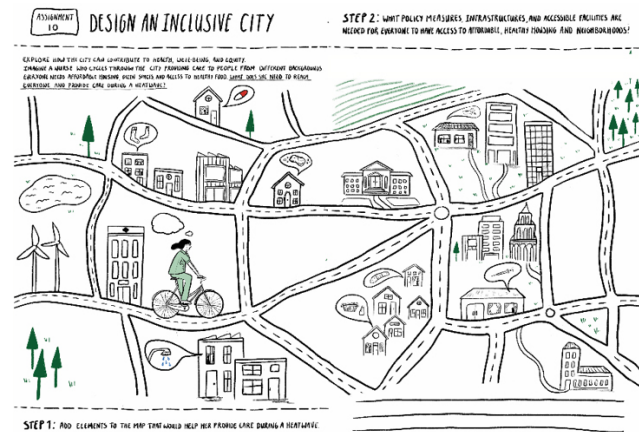 ASSIGNMENT
10
DESIGN AN INCLUSIVE CITY
EXPLORE HOW THE CITY CAN CONTRIBUTE TO HEALTH, WELL-BEING, AND EQUITY.
IMAGINE A NURSE WHO CYCLES THROUGH THE CITY PROVIDING CARE TO PEOPLE FROM DIFFERENT BACKGROUNDS
EVERYONE NEEDS AFFORDABLE HOUSING, OPEN SPACES AND ACCESS TO HEALTHY FOOD. WHAT DOES SHE NEED TO REACH
EVERYONE AND PROVIDE CARE DURING A HEATWAVE?
STEP 2: WHAT POLICY MEASURES, INFRASTRUCTURES, AND ACCESSIBLE FACILITIES ARE
NEEDED FOR EVERYONE TO HAVE ACCESS TO AFFORDABLE, HEALTHY HOUSING AND NEIGHBORHOODS?
STEP 1: ADD ELEMENTS TO THE MAP THAT WOULD HELP HER PROVIDE CARE DURING A HEATWAVE